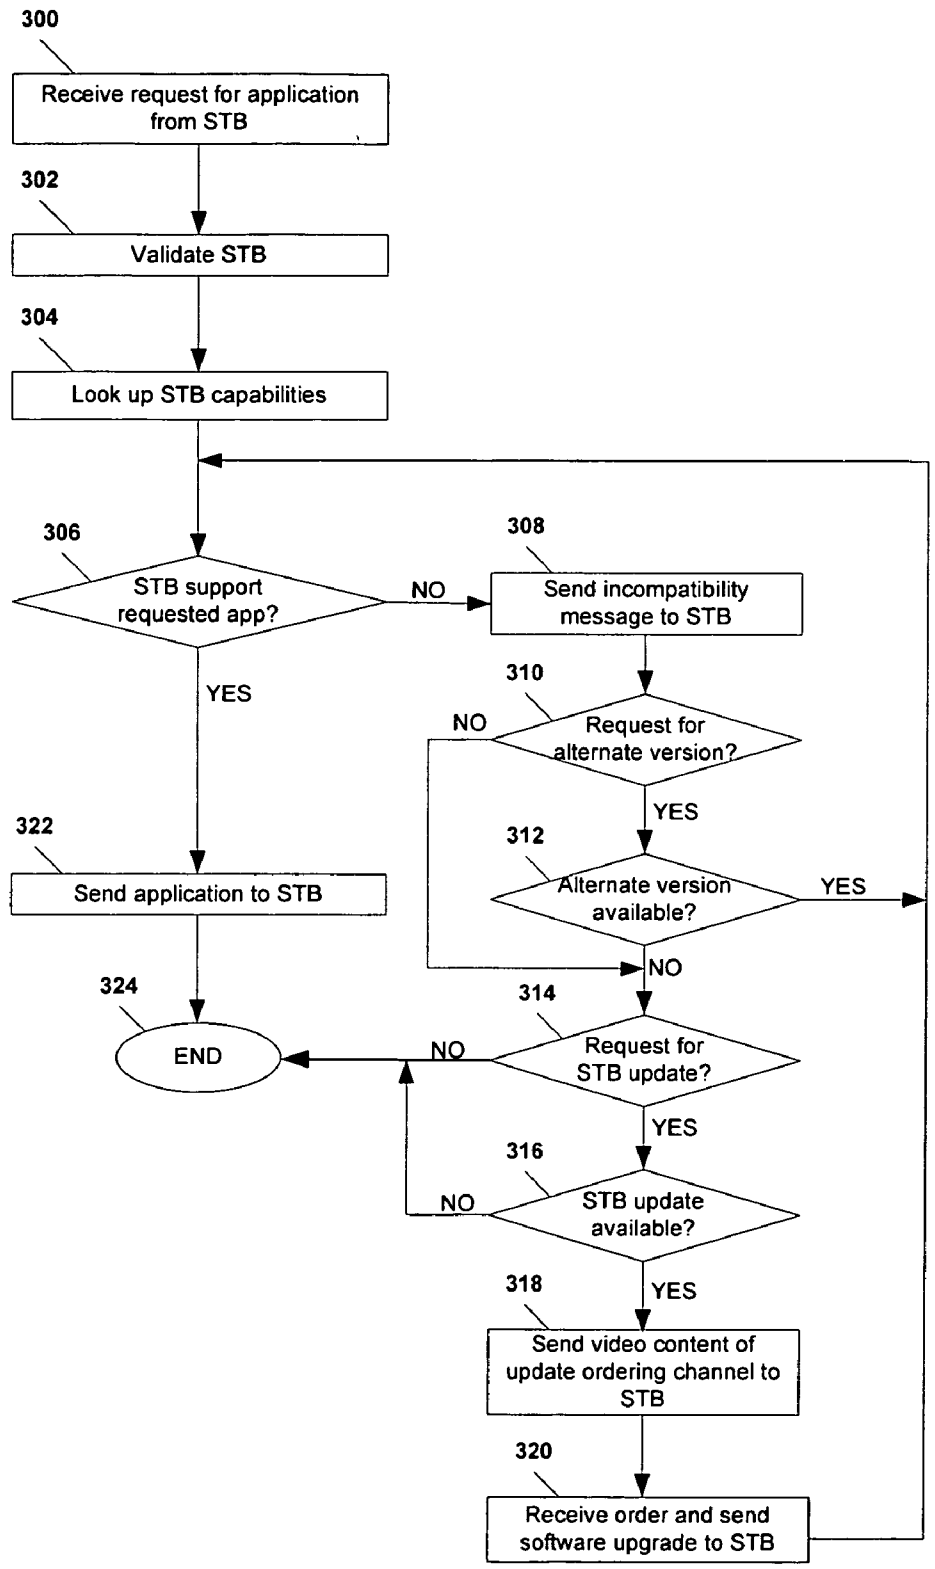 300
Receive request for application
from STB
302
Validate STB
304
Look up STB capabilities
306
STB support
requested app?
NO
308
Send incompatibility
message to STB
YES
310
Request for
alternate version?
NO
YES
312
Alternate version
available?
YES
NO
322
Send application to STB
324
END
314
Request for
STB update?
NO
YES
316
STB update
available?
NO
YES
318
Send video content of
update ordering channel to
STB
320
Receive order and send
software upgrade to STB